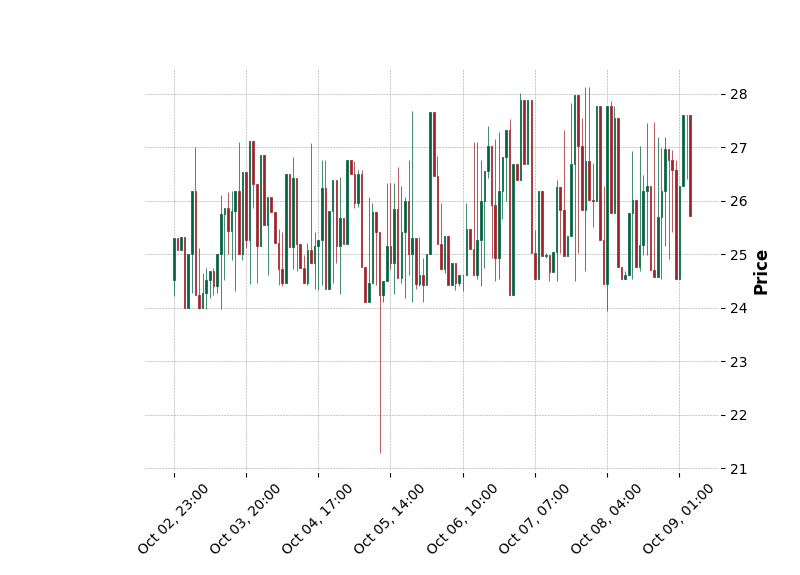 28
27
26
25
24
23
22
21
Price
Oct 02, 23:00
Oct 03, 20:00
Oct 04, 17:00
Oct 05, 14:00
Oct 06, 10:00
Oct 07, 07:00
Oct 08, 04:00
Oct 09, 01:00